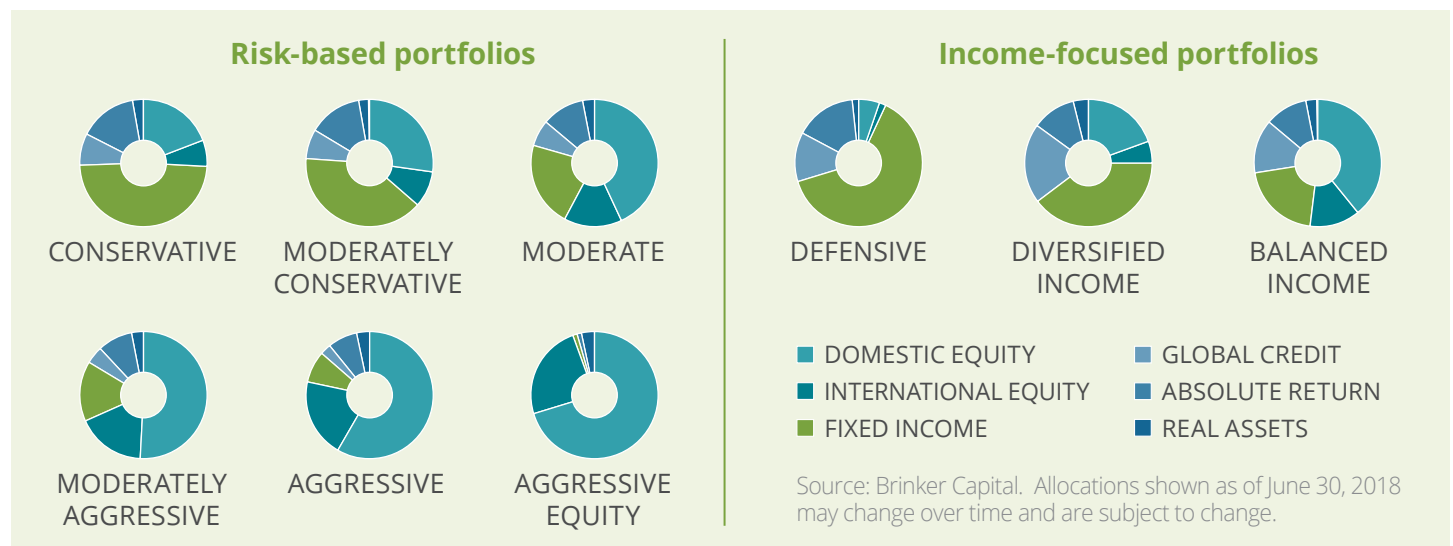 Risk-based portfolios
CONSERVATIVE
MODERATELY
CONSERVATIVE
MODERATE
MODERATELY
AGGRESSIVE
AGGRESSIVE
AGGRESSIVE
EQUITY
Income-focused portfolios
DEFENSIVE
DIVERSIFIED
INCOME
BALANCED
INCOME
DOMESTIC EQUITY
INTERNATIONAL EQUITY
FIXED INCOME
GLOBAL CREDIT
ABSOLUTE RETURN
REAL ASSETS
Source: Brinker Capital. Allocations shown as of June 30, 2018
may change over time and are subject to change.